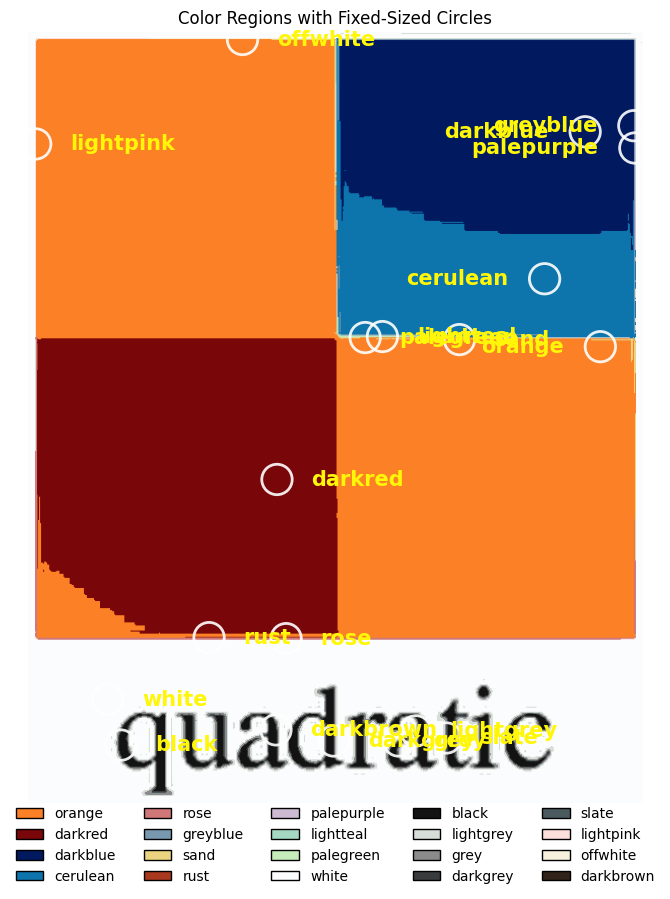 Color Regions with Fixed-Sized Circles
offwhite
lightpink
greyblue
darkblue
palepurple
cerulean
palegreen lightteal sand
orange
darkred
rust rose
white
darkbrown lightgrey
black darkgrey grey slate
quadratic
orange rose palepurple black slate
darkred greyblue lightteal lightgrey lightpink
darkblue sand palegreen grey offwhite
cerulean rust white darkgrey darkbrown